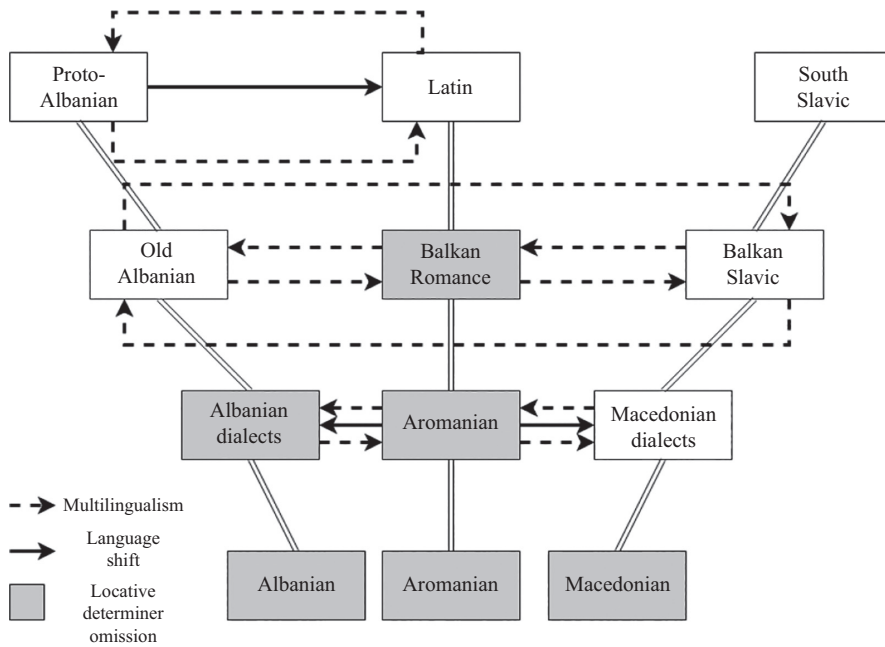 Proto-
Albanian
Latin
South
Slavic
Old
Albanian
Balkan
Romance
Balkan
Slavic
Albanian
dialects
Aromanian
Macedonian
dialects
Multilingualism
Language
shift
Locative
determiner
omission
Albanian
Aromanian
Macedonian